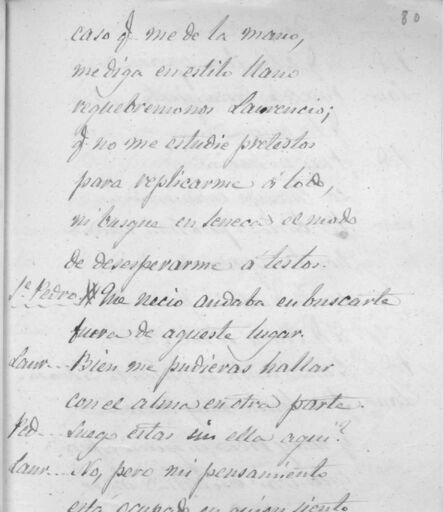 80
caso q̃ me de la mano,
me diga en estilo llano
requebremonos Laurencio;
q̃ no me estudie pretestos
para replicarme á todo,
ni busque en Seneca el modo
de desesperarme á testos.
Sr. Pedro Que necio andaba en buscarte
fuera de aqueste lugar.
Laur.. Bien me pudieras hallar
con el alma en otra parte.
Ped- Luego estas sin ella aqui?
Laur- No, pero mi pensamiento
está ocupado en quien siento